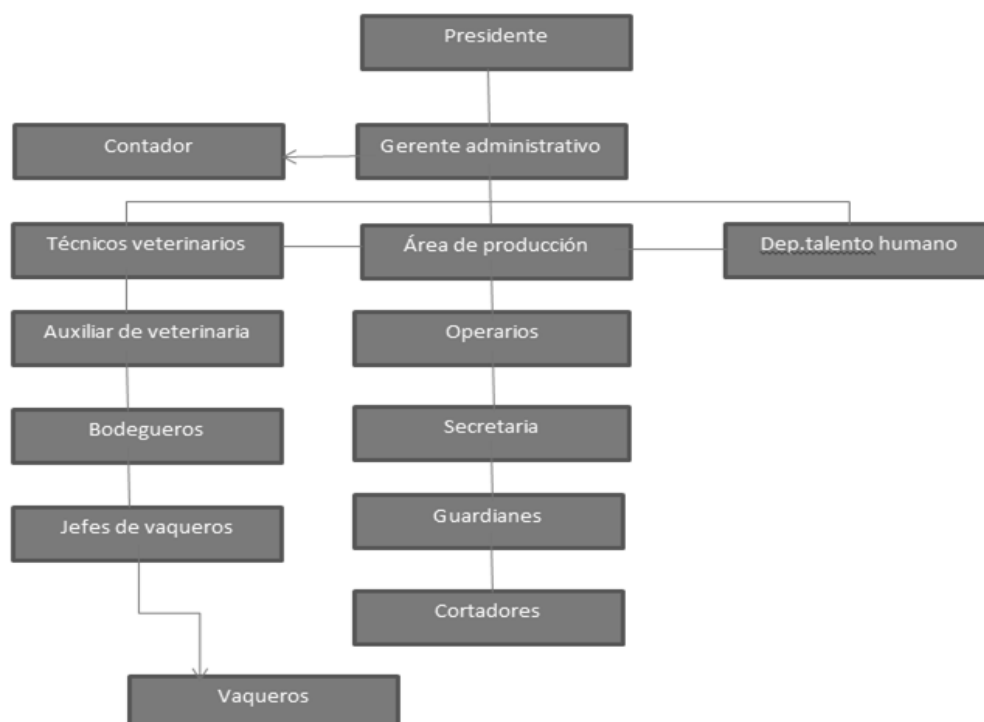 Presidente
Contador
Gerente administrativo
Técnicos veterinarios
Área de producción
Dep.talento humano
Auxiliar de veterinaria
Operarios
Bodegueros
Secretaria
Jefes de vaqueros
Guardianes
Cortadores
Vaqueros